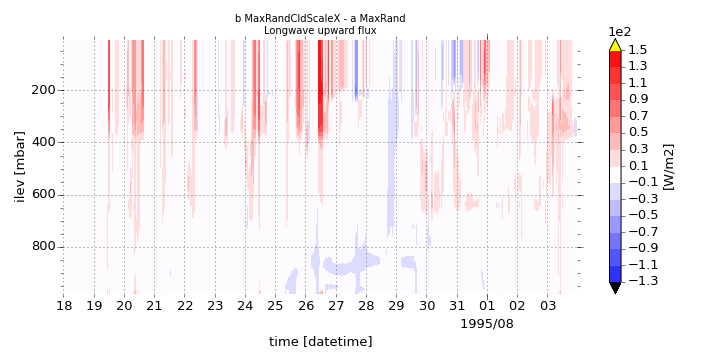 b MaxRandCldScaleX - a MaxRand
Longwave upward flux
1e2
1.5
1.3
1.1
0.9
0.7
0.5
0.3
0.1
−0.1
−0.3
−0.5
−0.7
−0.9
−1.1
−1.3
[W/m2]
200
400
600
800
ilev [mbar]
18 19 20 21 22 23 24 25 26 27 28 29 30 31 01 02 03
1995/08
time [datetime]